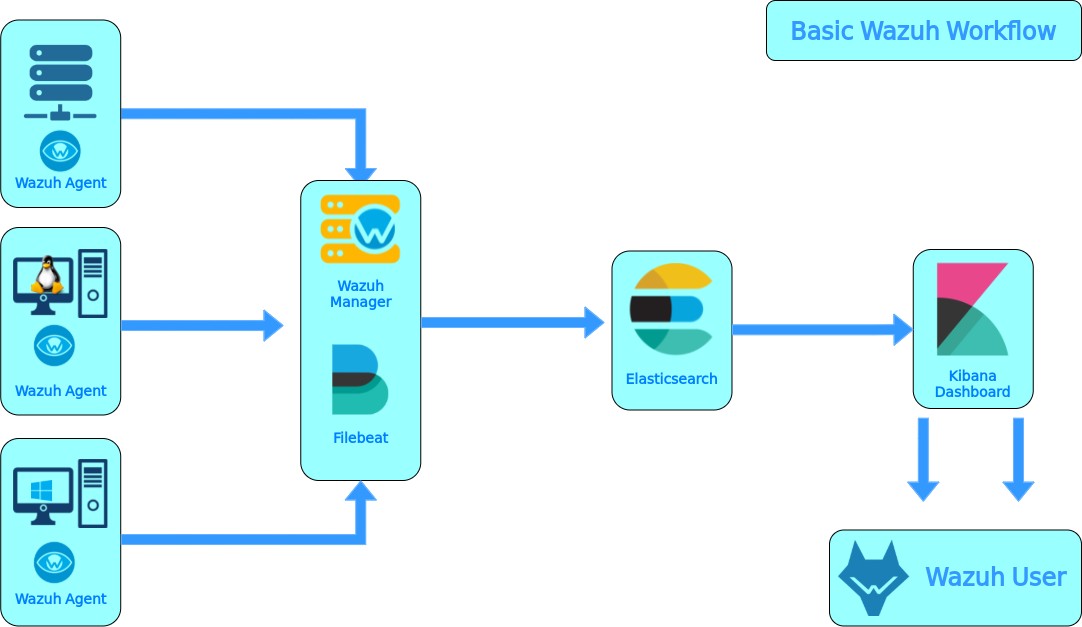 Basic Wazuh Workflow
Wazuh Agent
Wazuh Agent
Wazuh Agent
Wazuh
Manager
Filebeat
Elasticsearch
Kibana
Dashboard
Wazuh User